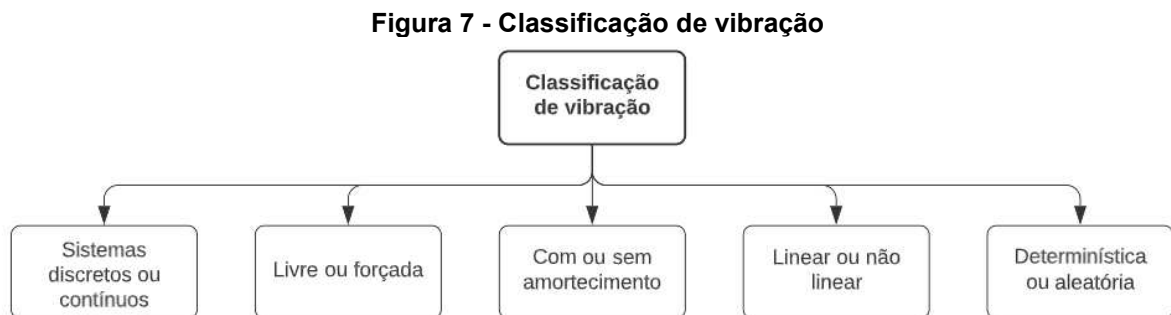 Figura 7 - Classificação de vibração
Classificação
de vibração
Sistemas
discretos ou
contínuos
Livre ou forçada
Com ou sem
amortecimento
Linear ou não
linear
Determinística
ou aleatória